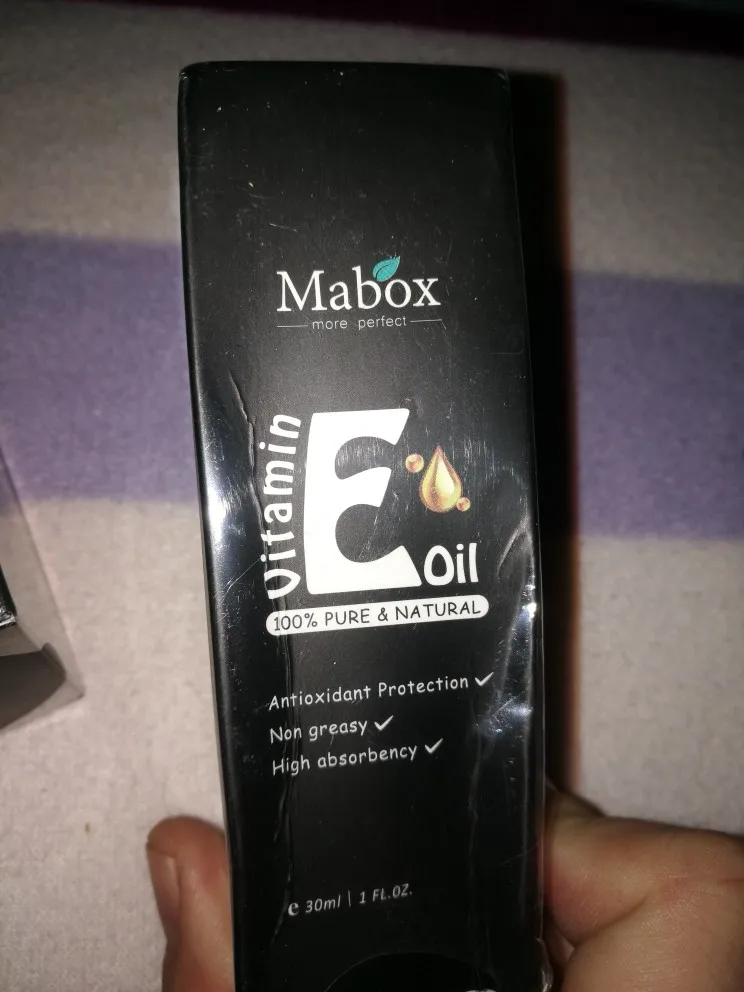 Mabox
more perfect
Vitamin
E
Oil
100% PURE & NATURAL
Antioxidant Protection ✓
Non greasy ✓
High absorbency ✓
e 30ml | 1 FL.OZ.